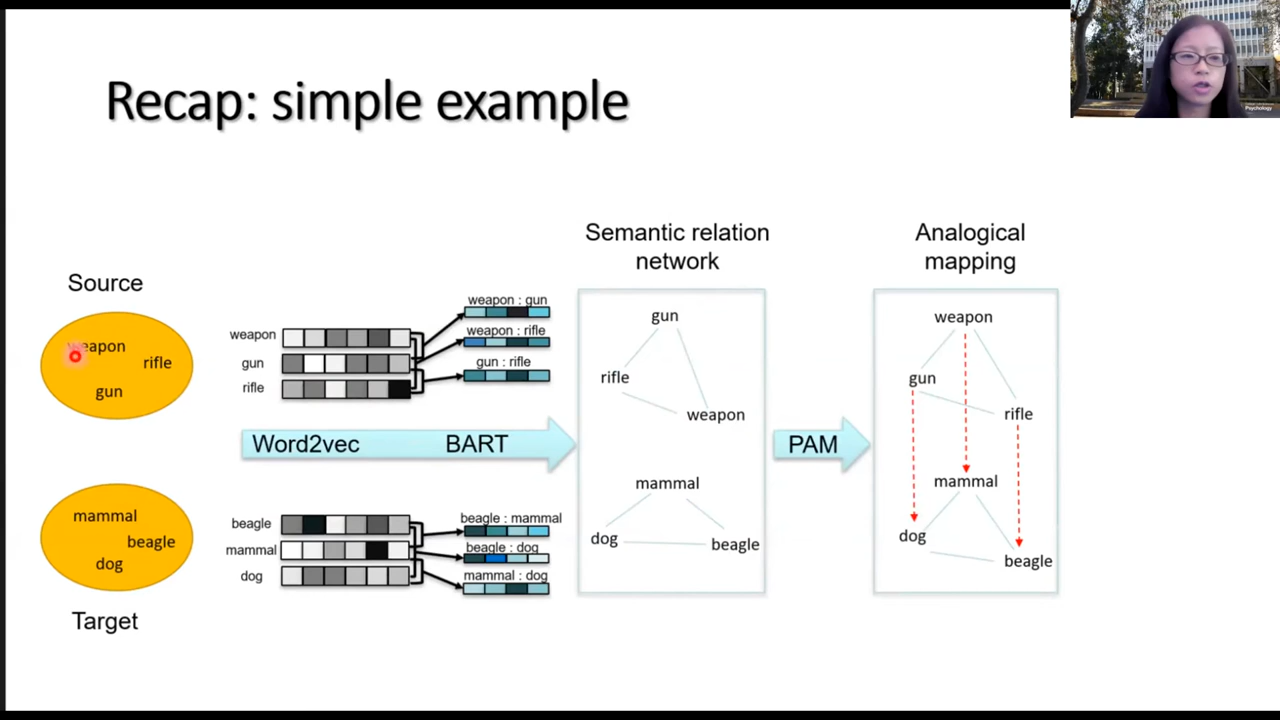 Recap: simple example
Psychology
Source
weapon
rifle
gun
mammal
beagle
dog
Target
weapon
gun
rifle
weapon : gun
weapon : rifle
gun : rifle
Word2vec
BART
beagle
mammal
dog
beagle : mammal
beagle : dog
mammal : dog
Semantic relation
network
gun
rifle
weapon
mammal
dog
beagle
PAM
Analogical
mapping
weapon
gun
rifle
mammal
dog
beagle